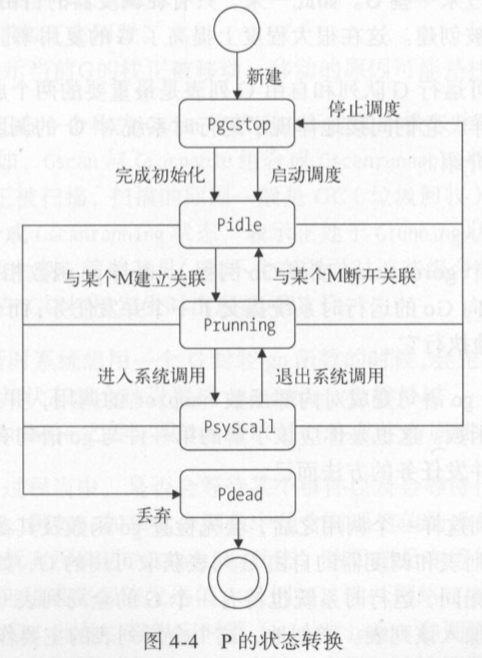 新建
Pgcstop
停止调度
完成初始化
启动调度
Pidle
与某个M建立关联
与某个M断开关联
Prunning
进入系统调用
退出系统调用
Psyscall
Pdead
丢弃
图 4-4 P的状态转换